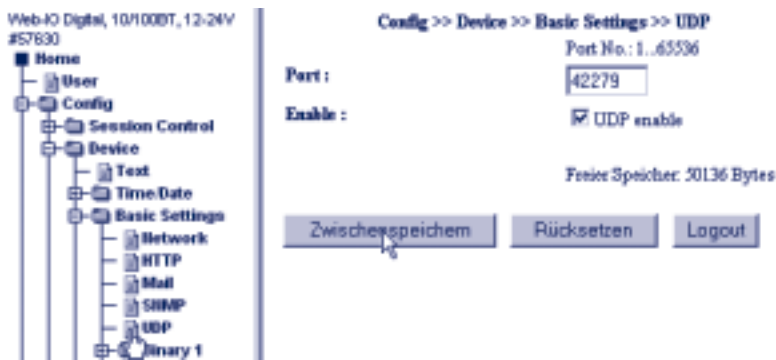 Web-IO Digital, 10/100BT, 12-24V
#57630
Home
User
Config
Session Control
Device
Text
Time/Date
Basic Settings
Network
HTTP
Mail
SNMP
UDP
Binary 1
Config >> Device >> Basic Settings >> UDP
Port No.: 1..65536
Port :
42279
Enable :
UDP enable
Freier Speicher: 50136 Bytes
Zwischenspeichern Rücksetzen Logout